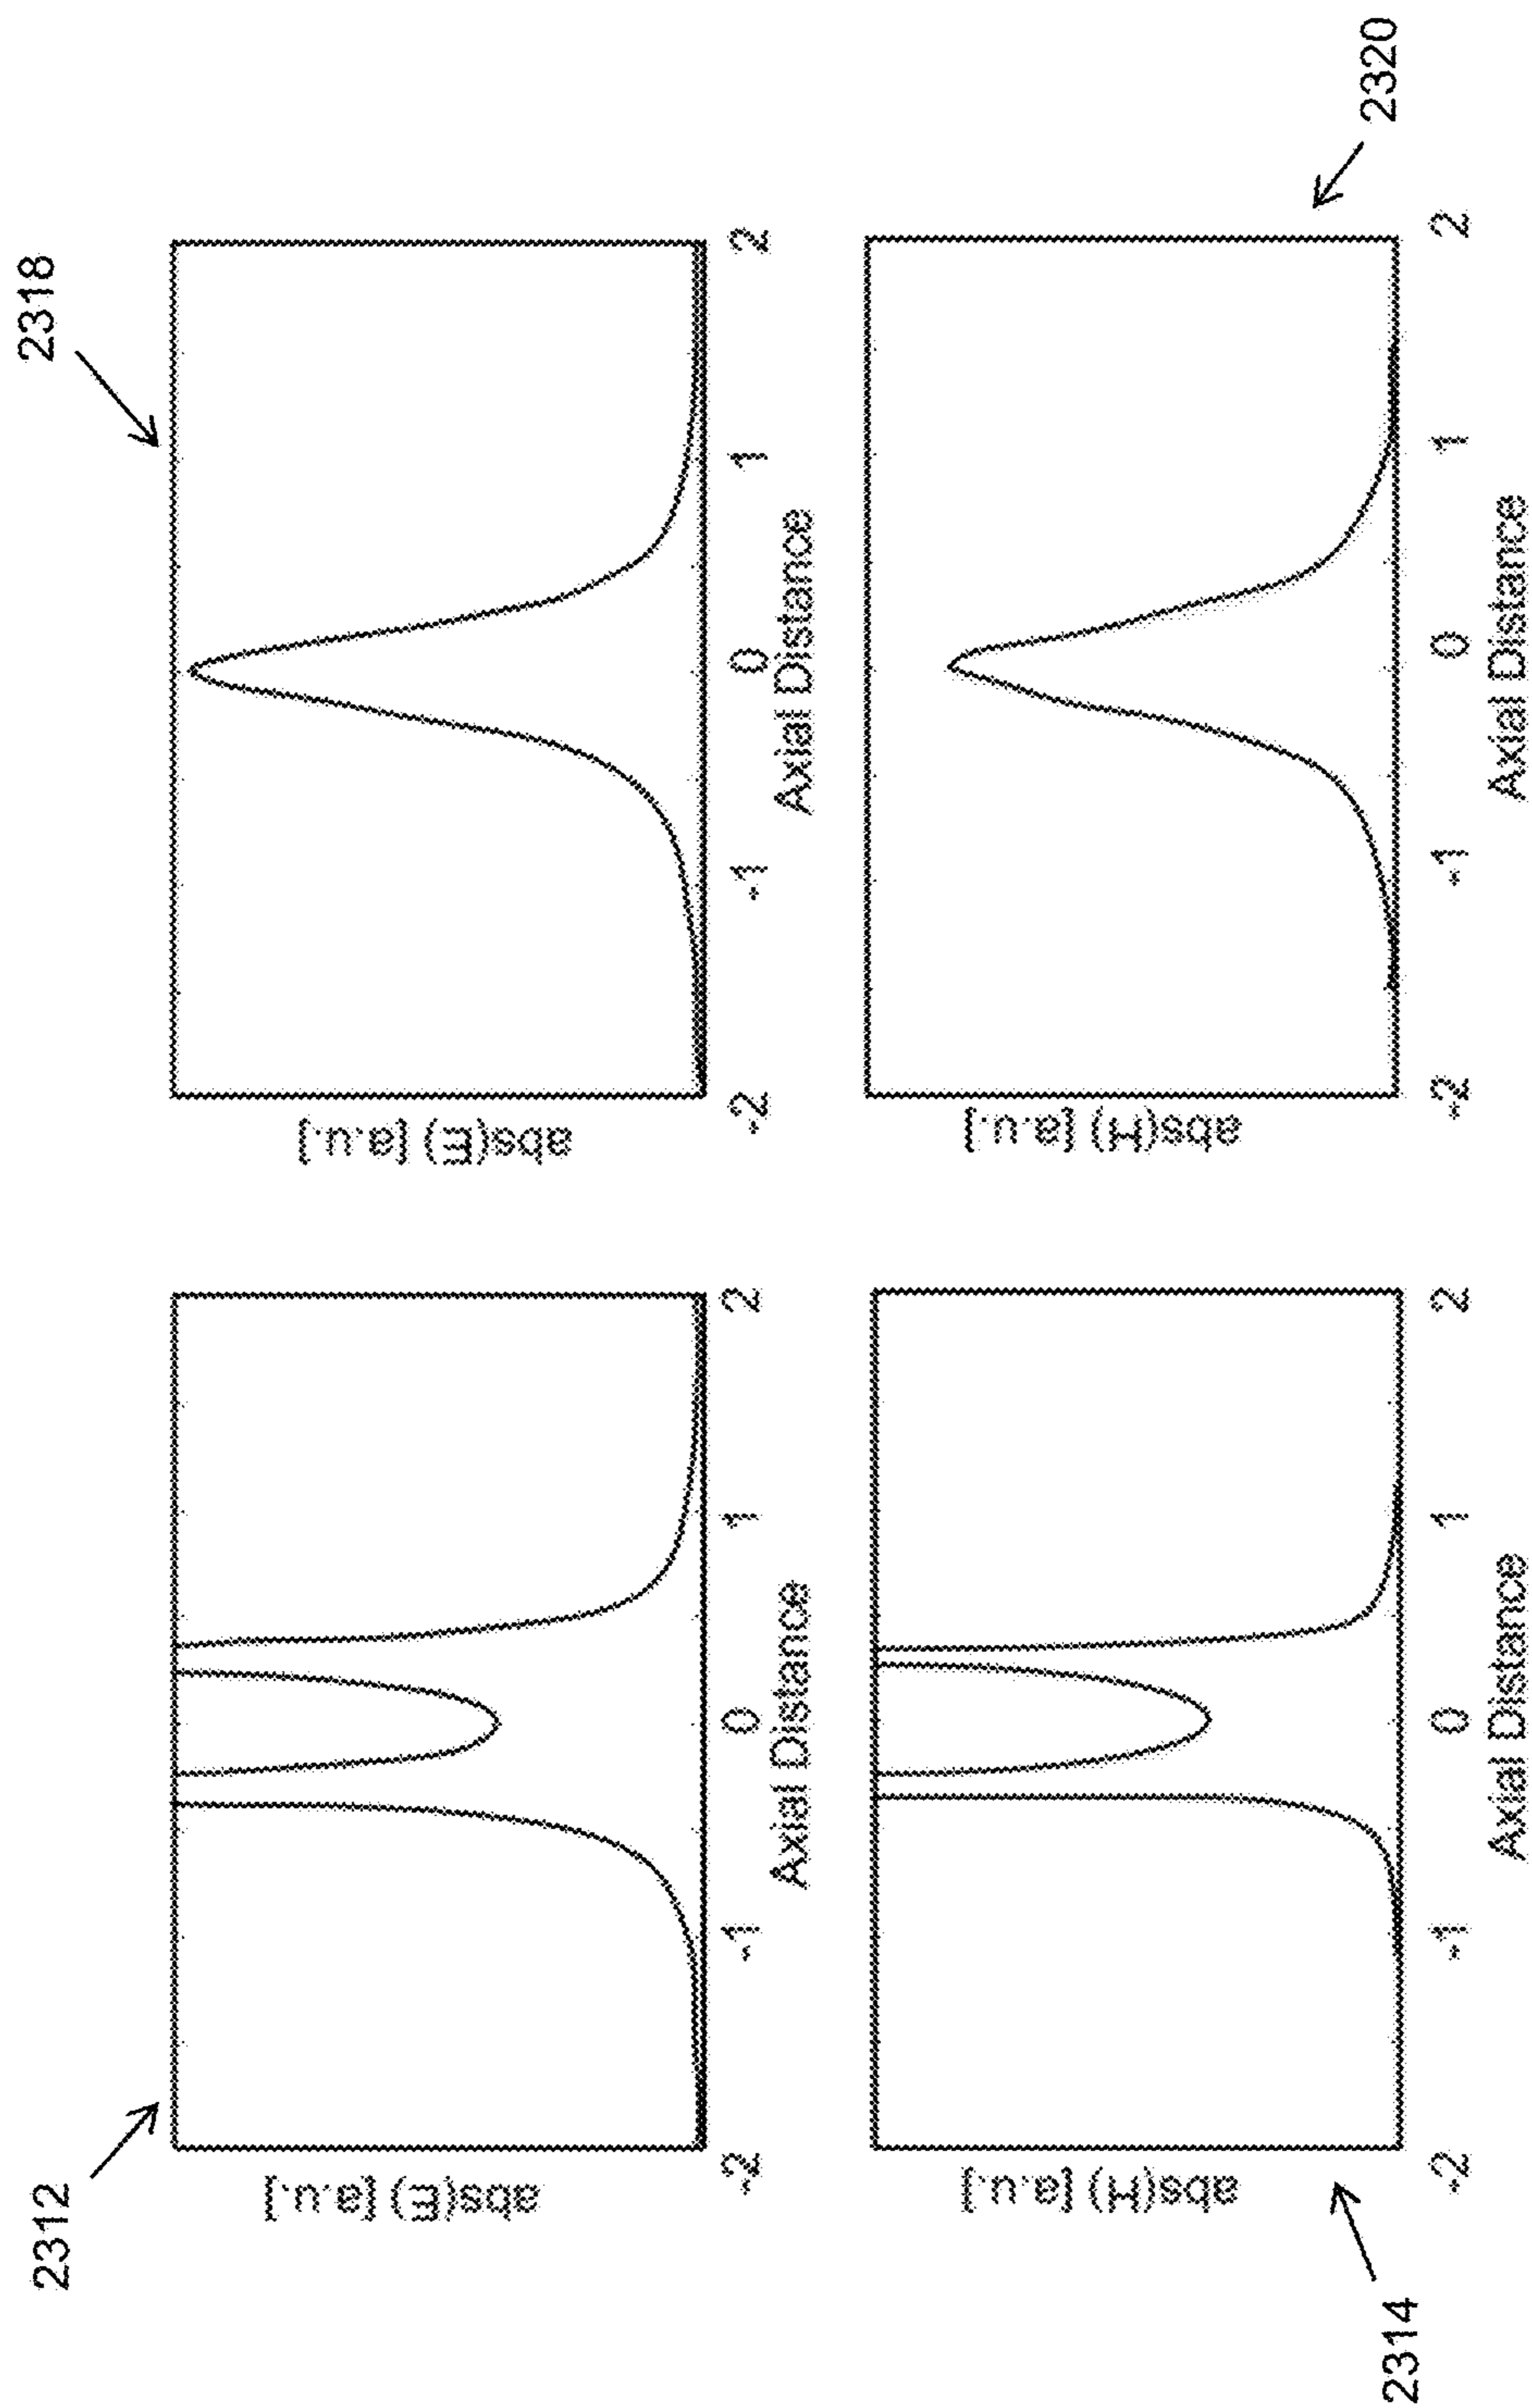 2312
abs(E) [a.u.]
-2 -1 0 1 2
Axial Distance
2318
abs(E) [a.u.]
-2 -1 0 1 2
Axial Distance
abs(H) [a.u.]
-2 -1 0 1 2
Axial Distance
2314
abs(H) [a.u.]
-2 -1 0 1 2
Axial Distance
2320